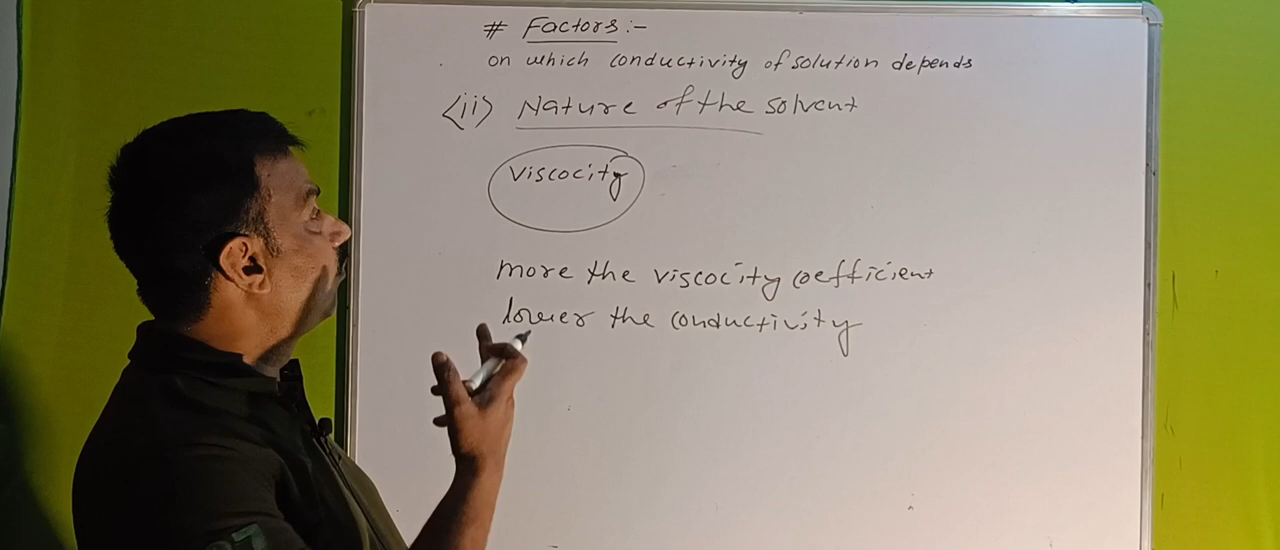 # Factors :-
on which conductivity of solution depends
(ii) Nature of the solvent
Viscocity
more the viscocity coefficient
lower the conductivity